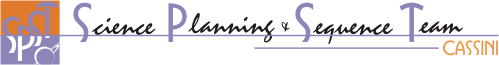 SPST
Science Planning & Sequence Team
CASSINI